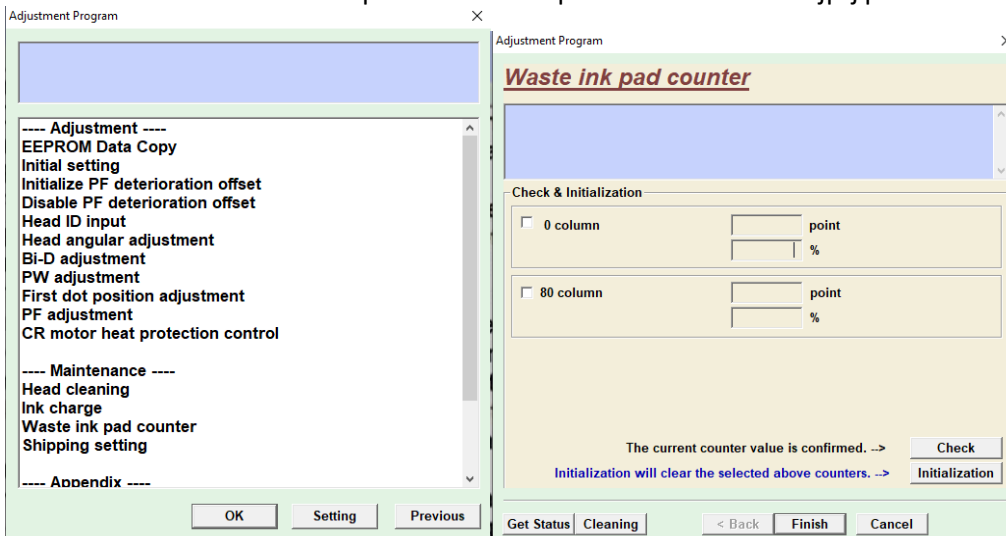 Adjustment Program
---- Adjustment ----
EEPROM Data Copy
Initial setting
Initialize PF deterioration offset
Disable PF deterioration offset
Head ID input
Head angular adjustment
Bi-D adjustment
PW adjustment
First dot position adjustment
PF adjustment
CR motor heat protection control
---- Maintenance ----
Head cleaning
Ink charge
Waste ink pad counter
Shipping setting
---- Appendix ----
OK Setting Previous
Adjustment Program
Waste ink pad counter
Check & Initialization
0 column point
%
80 column point
%
The current counter value is confirmed. --> Check
Initialization will clear the selected above counters. --> Initialization
Get Status Cleaning < Back Finish Cancel